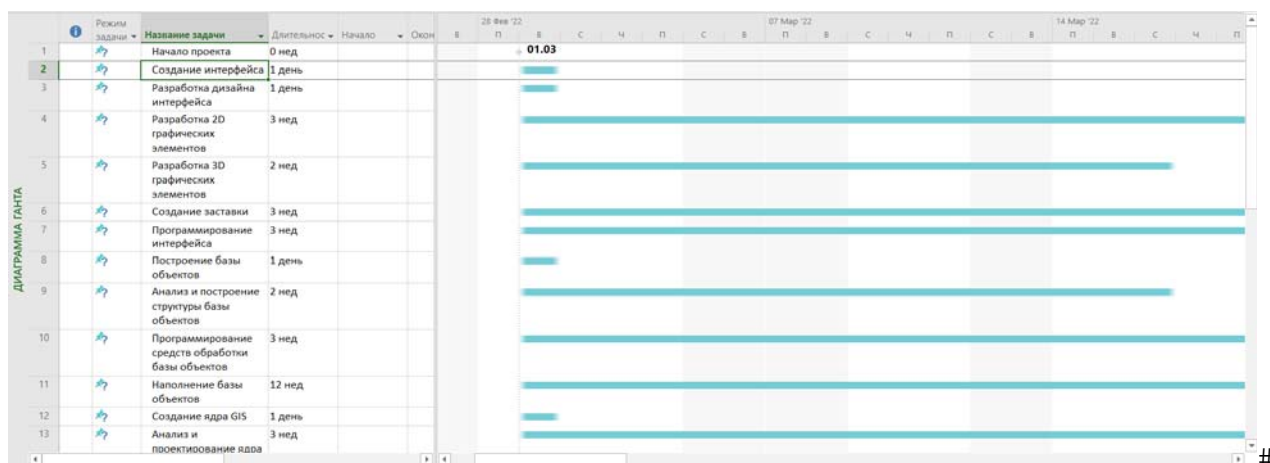 ДИАГРАММА ГАНТА
Режим задачи Название задачи Длительнос Начало Окон
28 Фев '22 07 Мар '22 14 Мар '22
В П В С Ч П С В П В С Ч П С В П В С Ч П
1 Начало проекта 0 нед 01.03
2 Создание интерфейса 1 день
3 Разработка дизайна 1 день
интерфейса
4 Разработка 2D 3 нед
графических
элементов
5 Разработка 3D 2 нед
графических
элементов
6 Создание заставки 3 нед
7 Программирование 3 нед
интерфейса
8 Построение базы 1 день
объектов
9 Анализ и построение 2 нед
структуры базы
объектов
10 Программирование 3 нед
средств обработки
базы объектов
11 Наполнение базы 12 нед
объектов
12 Создание ядра GIS 1 день
13 Анализ и 3 нед
проектирование ядра
#